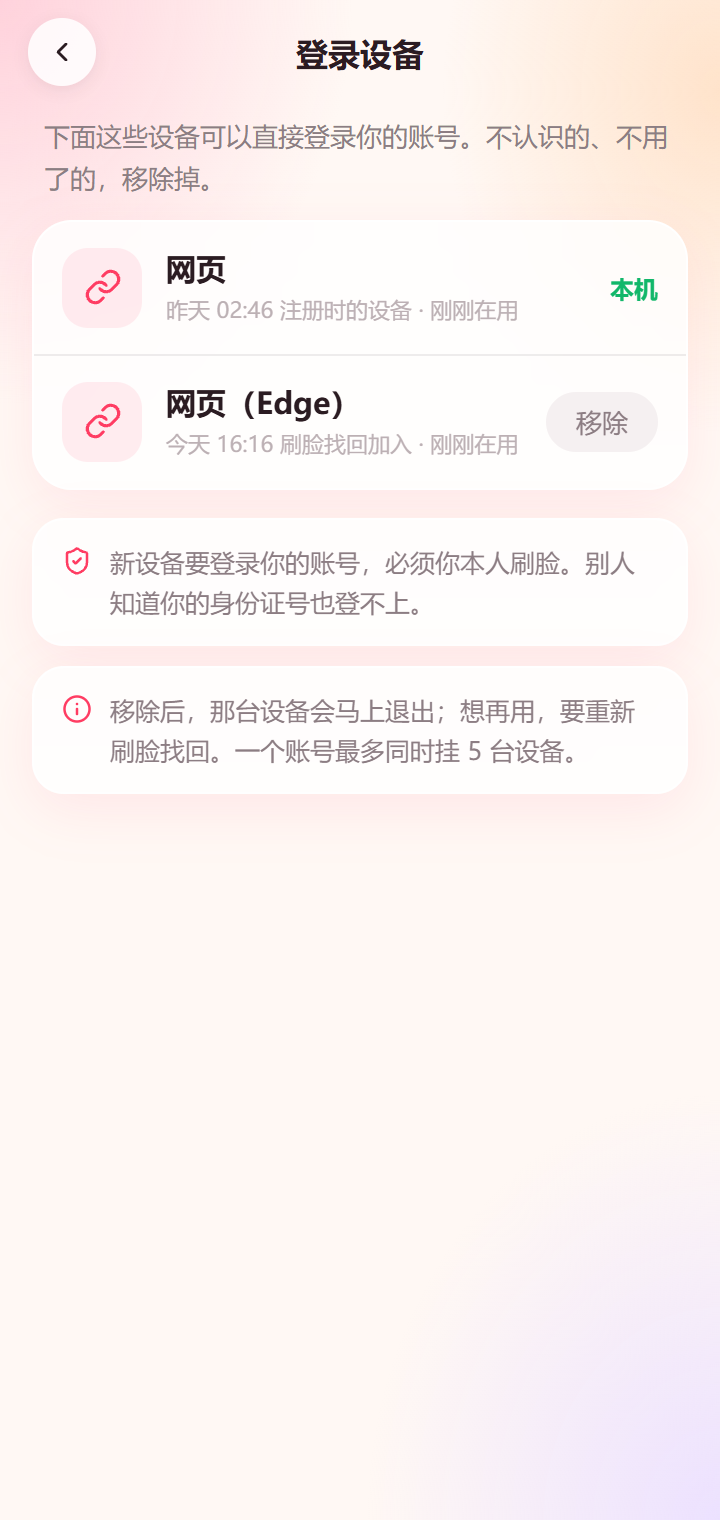 登录设备
下面这些设备可以直接登录你的账号。不认识的、不用
了的，移除掉。
网页
昨天 02:46 注册时的设备 · 刚刚在用
本机
网页（Edge）
今天 16:16 刷脸找回加入 · 刚刚在用
移除
新设备要登录你的账号，必须你本人刷脸。别人
知道你的身份证号也登不上。
移除后，那台设备会马上退出；想再用，要重新
刷脸找回。一个账号最多同时挂 5 台设备。